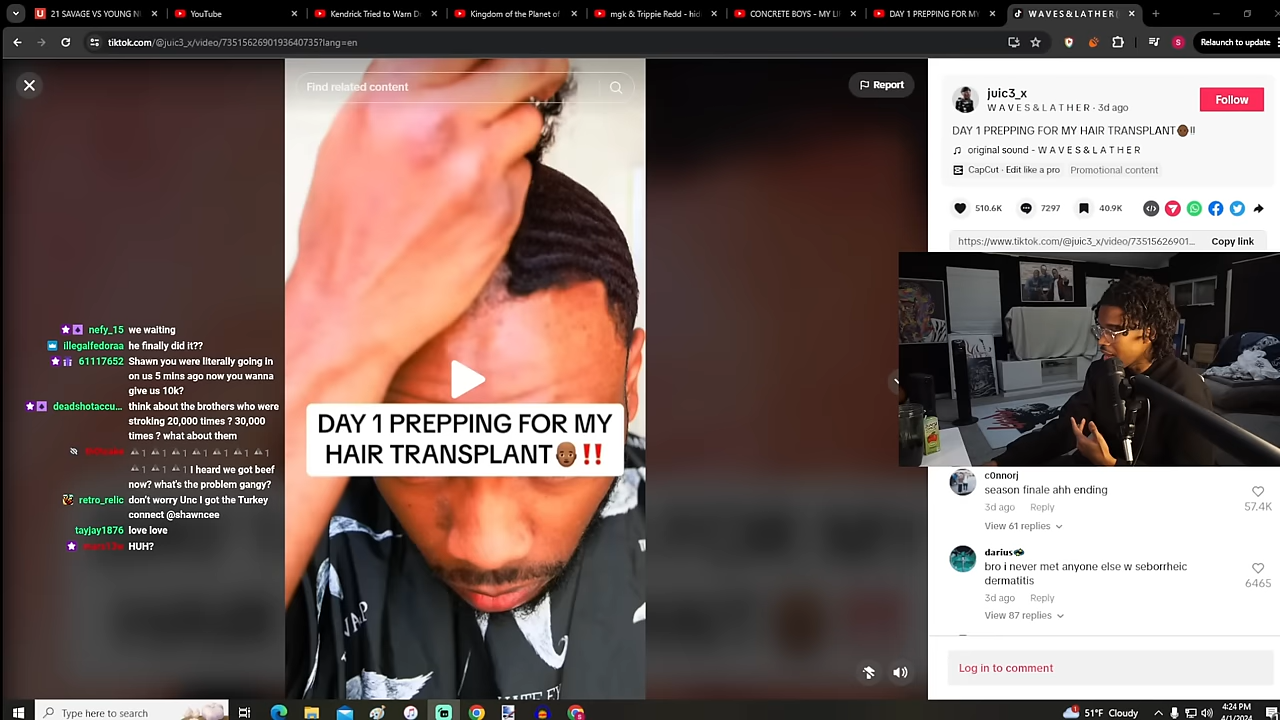 21 SAVAGE VS YOUNG N
YouTube
Kendrick Tried to Warn D
Kingdom of the Planet of
mgk & Trippie Redd - hid
CONCRETE BOYS - MY LI
DAY 1 PREPPING FOR MY
W A V E S & L A T H E R (
tiktok.com/@juic3_x/video/7351562690193640735?lang=en
Relaunch to update
Find related content
Report
DAY 1 PREPPING FOR MY
HAIR TRANSPLANT👨🏾‍🦲‼️
nefy_15 we waiting
illegalfedoraa he finally did it??
61117652 Shawn you were literally going in
on us 5 mins ago now you wanna
give us 10k?
deadshotaccu... think about the brothers who were
stroking 20,000 times ? 30,000
times ? what about them
I heard we got beef
now? what's the problem gangy?
retro_relic don't worry Unc I got the Turkey
connect @shawncee
tayjay1876 love love
HUH?
juic3_x
W A V E S & L A T H E R · 3d ago
Follow
DAY 1 PREPPING FOR MY HAIR TRANSPLANT👨🏾‍🦲‼️
original sound - W A V E S & L A T H E R
CapCut · Edit like a pro Promotional content
510.6K 7297 40.9K
https://www.tiktok.com/@juic3_x/video/73515626901... Copy link
c0nnorj
season finale ahh ending
3d ago Reply
57.4K
View 61 replies
darius
bro i never met anyone else w seborrheic
dermatitis
6465
3d ago Reply
View 87 replies
Log in to comment
Type here to search
51°F Cloudy
4:24 PM
4/1/2024